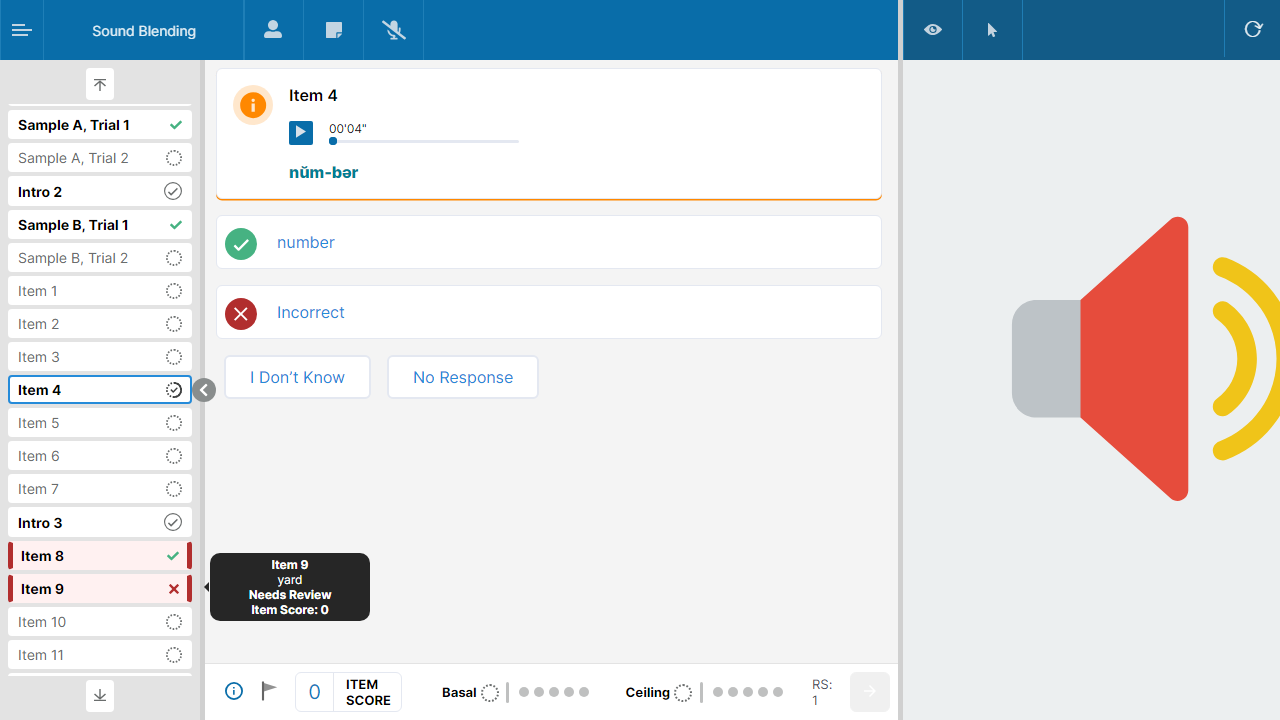 Sound Blending
Sample A, Trial 1
Sample A, Trial 2
Intro 2
Sample B, Trial 1
Sample B, Trial 2
Item 1
Item 2
Item 3
Item 4
Item 5
Item 6
Item 7
Intro 3
Item 8
Item 9
Item 10
Item 11
Item 4
00'04"
nŭm-bər
number
Incorrect
I Don’t Know
No Response
Item 9
yard
Needs Review
Item Score: 0
0
ITEM
SCORE
Basal
Ceiling
RS:
1